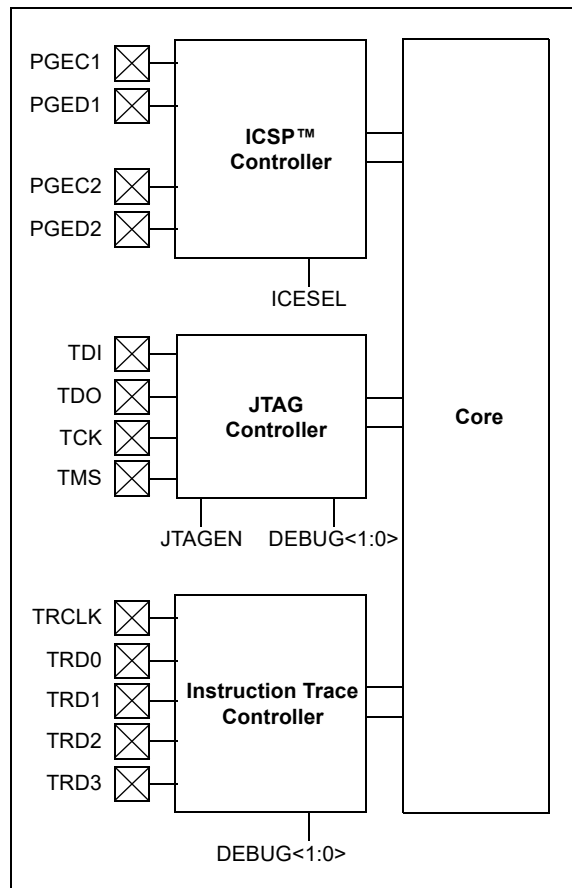 PGEC1
PGED1
PGEC2
PGED2
ICSP™
Controller
ICESEL
TDI
TDO
TCK
TMS
JTAG
Controller
JTAGEN DEBUG<1:0>
Core
TRCLK
TRD0
TRD1
TRD2
TRD3
Instruction Trace
Controller
DEBUG<1:0>